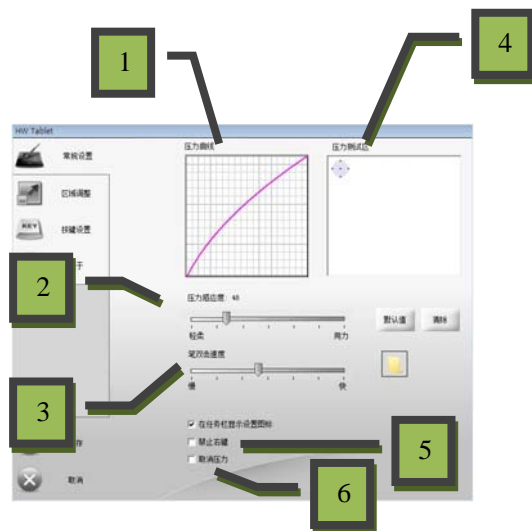 1
4
HW Tablet
常规设置
压力曲线
压力测试区
区域调整
KEY
按键设置
于
2
压力感应度: 48
轻柔
用力
默认值
清除
3
笔双击速度
慢
快
在任务栏显示设置图标
禁止右键
取消压力
存
取消
5
6